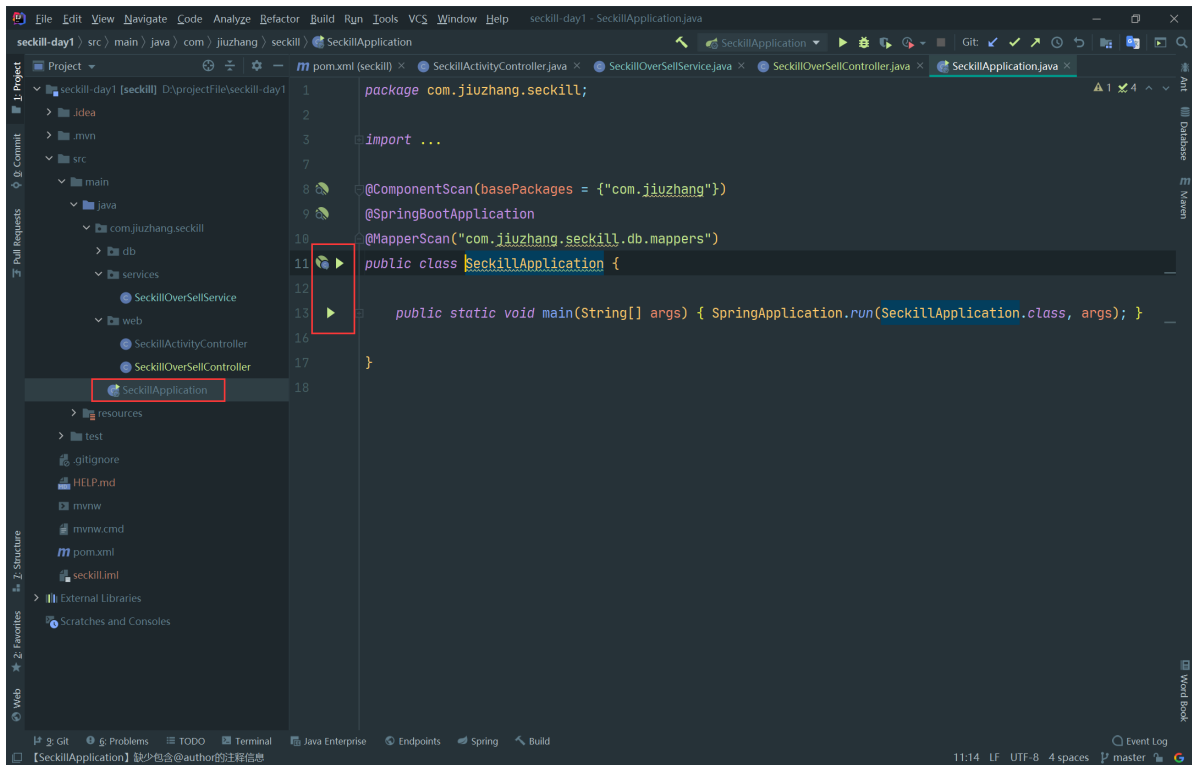 File Edit View Navigate Code Analyze Refactor Build Run Tools VCS Window Help seckill-day1 - SeckillApplication.java
seckill-day1 src main java com jiuzhang seckill SeckillApplication SeckillApplication Git:
Project
pom.xml (seckill) SeckillActivityController.java SeckillOverSellService.java SeckillOverSellController.java SeckillApplication.java
1: Project
0: Commit
Pull Requests
7: Structure
2: Favorites
Web
seckill-day1 [seckill] D:\projectFile\seckill-day1
.idea
.mvn
src
main
java
com.jiuzhang.seckill
db
services
SeckillOverSellService
web
SeckillActivityController
SeckillOverSellController
SeckillApplication
resources
test
.gitignore
HELP.md
mvnw
mvnw.cmd
pom.xml
seckill.iml
External Libraries
Scratches and Consoles
1 package com.jiuzhang.seckill;
2
3 import ...
7
8 @ComponentScan(basePackages = {"com.jiuzhang"})
9 @SpringBootApplication
10 @MapperScan("com.jiuzhang.seckill.db.mappers")
11 public class SeckillApplication {
12
13 public static void main(String[] args) { SpringApplication.run(SeckillApplication.class, args); }
16
17 }
18
1 4
Ant
Database
Maven
Word Book
9: Git 6: Problems TODO Terminal Java Enterprise Endpoints Spring Build Event Log
【SeckillApplication】缺少包含@author的注释信息 11:14 LF UTF-8 4 spaces master